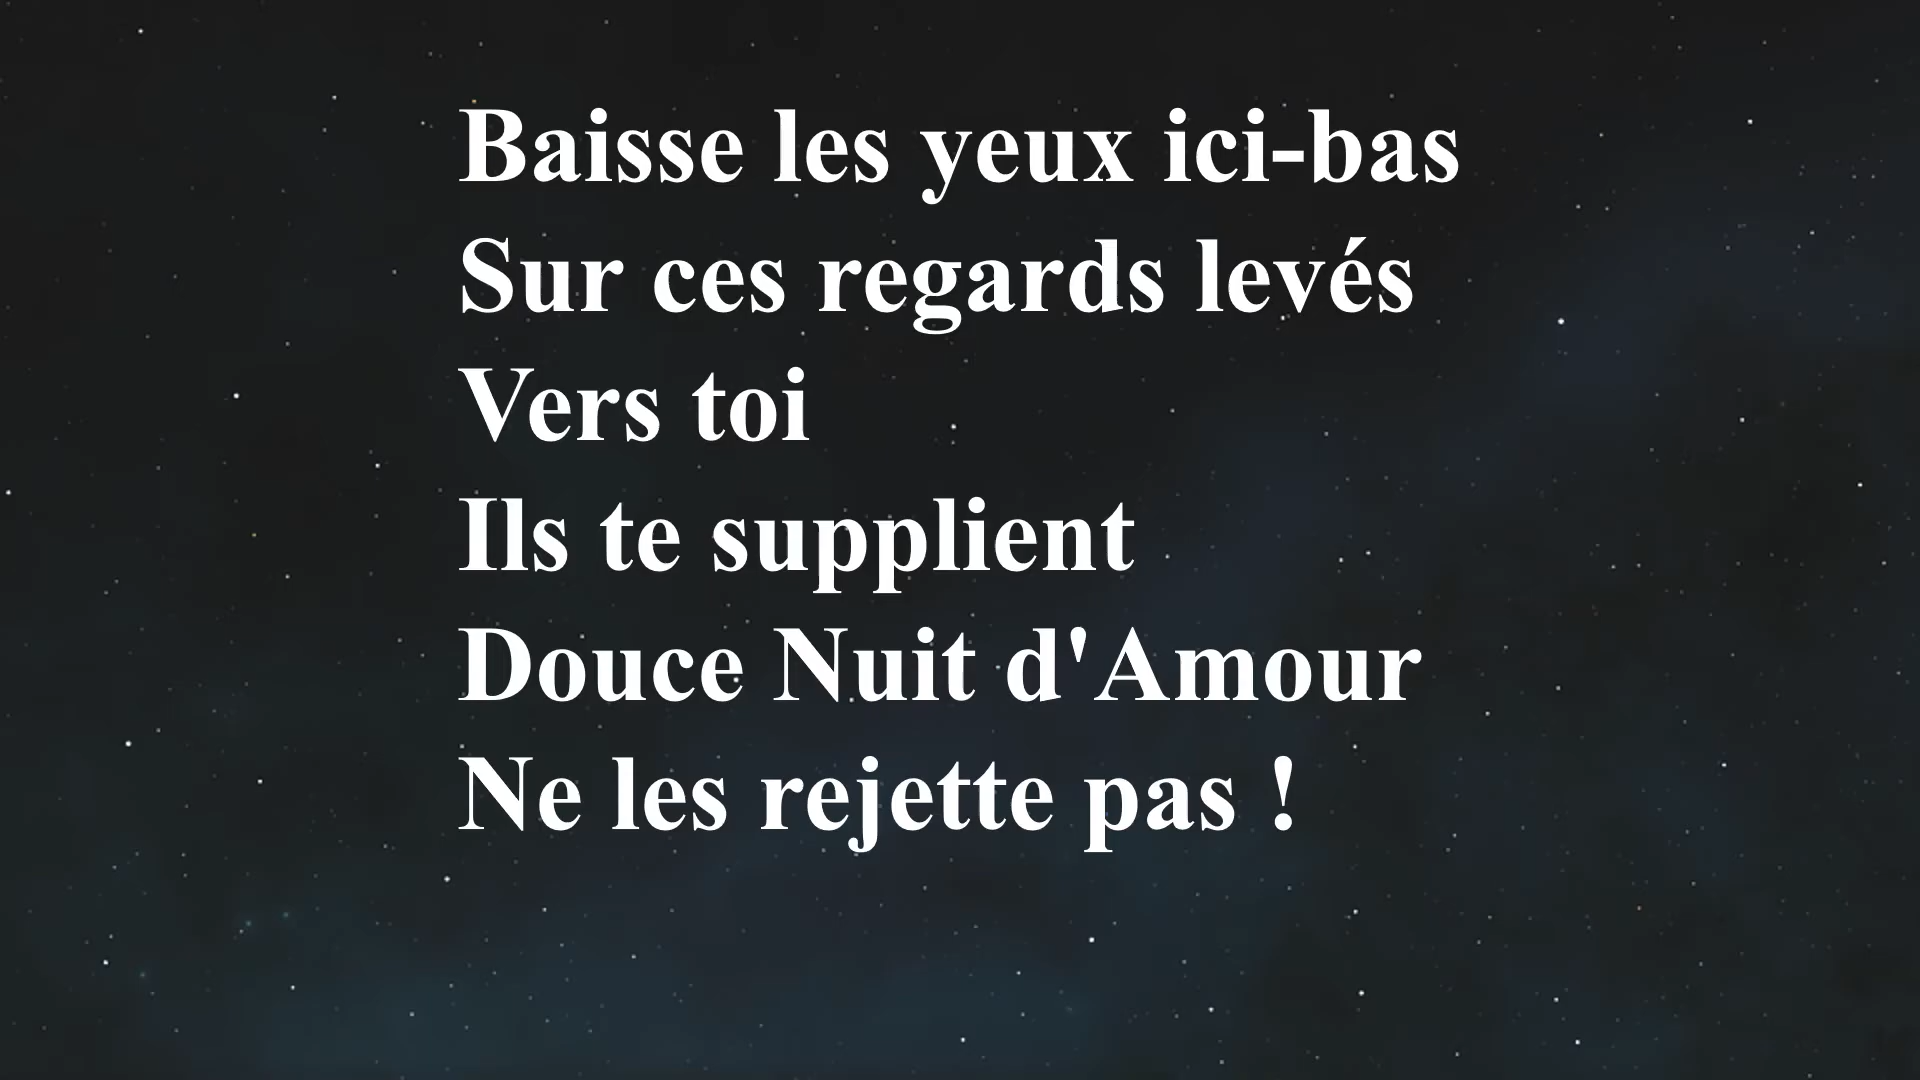 Baisse les yeux ici-bas
Sur ces regards levés
Vers toi
Ils te supplient
Douce Nuit d'Amour
Ne les rejette pas !